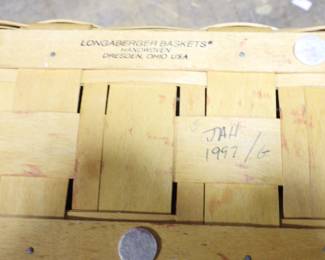 LONGABERGER BASKETS®
HANDWOVEN
DRESDEN, OHIO USA
JAH
1997/G